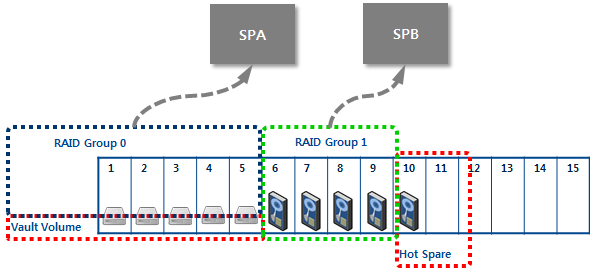 SPA
SPB
RAID Group 0
RAID Group 1
1 2 3 4 5 6 7 8 9 10 11 12 13 14 15
Vault Volume
Hot Spare